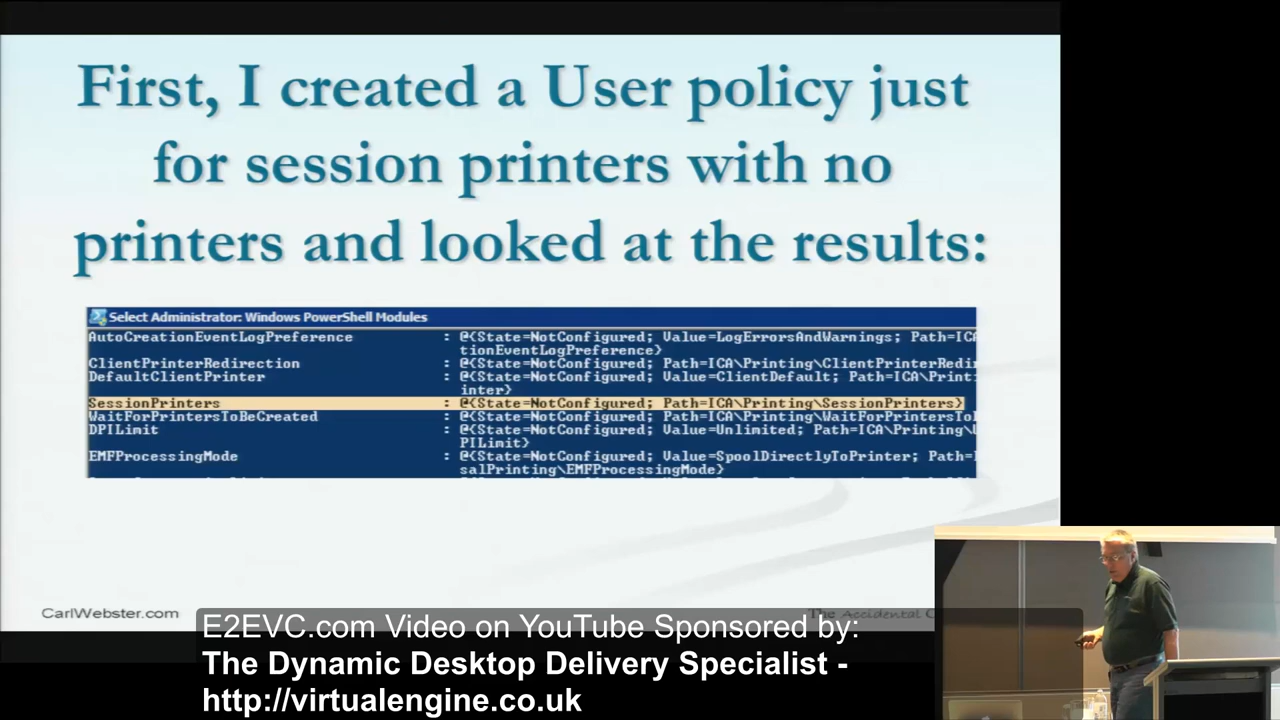 First, I created a User policy just
for session printers with no
printers and looked at the results:
Select Administrator: Windows PowerShell Modules
AutoCreationEventLogPreference : @{State=NotConfigured; Value=LogErrorsAndWarnings; Path=ICA
tionEventLogPreference}
ClientPrinterRedirection : @{State=NotConfigured; Path=ICA\Printing\ClientPrinterRedi
DefaultClientPrinter : @{State=NotConfigured; Value=ClientDefault; Path=ICA\Print
inter}
SessionPrinters : @{State=NotConfigured; Path=ICA\Printing\SessionPrinters}
WaitForPrintersToBeCreated : @{State=NotConfigured; Path=ICA\Printing\WaitForPrintersTo
DPILimit : @{State=NotConfigured; Value=Unlimited; Path=ICA\Printing\
PILimit}
EMFProcessingMode : @{State=NotConfigured; Value=SpoolDirectlyToPrinter; Path=
salPrinting\EMFProcessingMode}
CarlWebster.com The Accidental C
E2EVC.com Video on YouTube Sponsored by:
The Dynamic Desktop Delivery Specialist -
http://virtualengine.co.uk